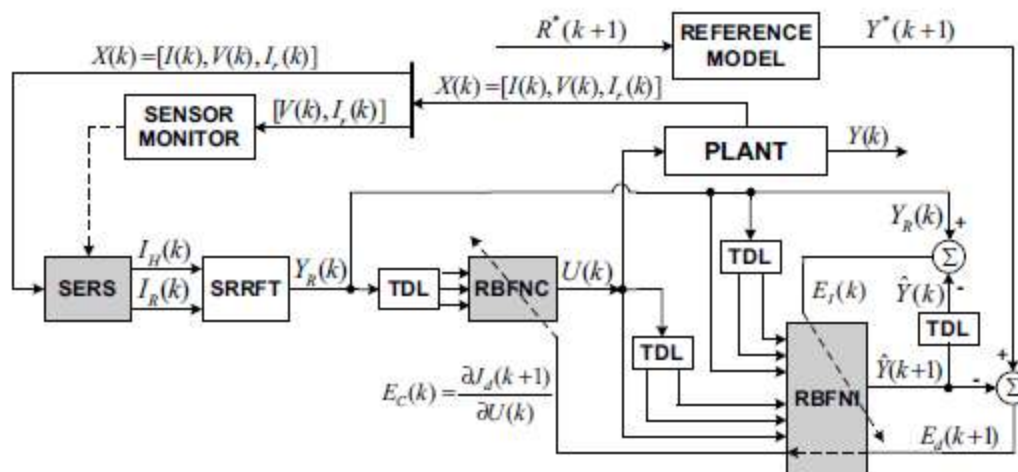 R*(k+1)
REFERENCE
MODEL
Y*(k+1)
X(k)=[I(k),V(k),I_r(k)]
X(k)=[I(k),V(k),I_r(k)]
SENSOR
MONITOR
[V(k),I_r(k)]
PLANT
Y(k)
Y_R(k)
+
Σ
-
I_H(k)
I_R(k)
SERS
SRRFT
Y_R(k)
TDL
RBFNC
U(k)
TDL
E_I(k)
Ŷ(k)
TDL
TDL
RBFNI
Ŷ(k+1)
-
+
Σ
E_C(k)=∂J_d(k+1)/∂U(k)
E_d(k+1)